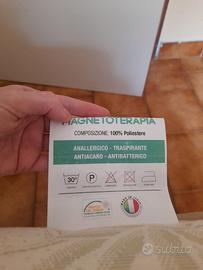 MAGNETOTERAPIA
COMPOSIZIONE: 100% Poliestere
ANALLERGICO - TRASPIRANTE
ANTIACARO - ANTIBATTERICO
30°
P
subito